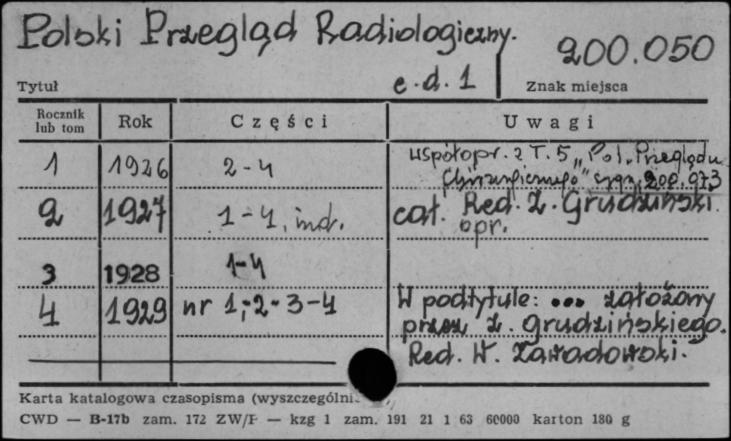 Polski Przegląd Radiologiczny.
200.050
c.d. 1
Tytuł
Znak miejsca
Rocznik lub tom
Rok
Części
Uwagi
1 1926 2-4 współopr. z T. 5 „Pol. Przeglądu
Chirurgicznego" sygn. 200.973
2 1927 1-4, ind. cat. Red. Z. Grudziński.
opr.
3 1928 1-4
4 1929 nr 1,-2-3-4 W podtytule: ... założony
przez Z. Grudzińskiego.
Red. W. Zawadowski.
Karta katalogowa czasopisma (wyszczególni
CWD — B-17b zam. 172 ZW/F — kzg 1 zam. 191 21 1 63 60000 karton 180 g